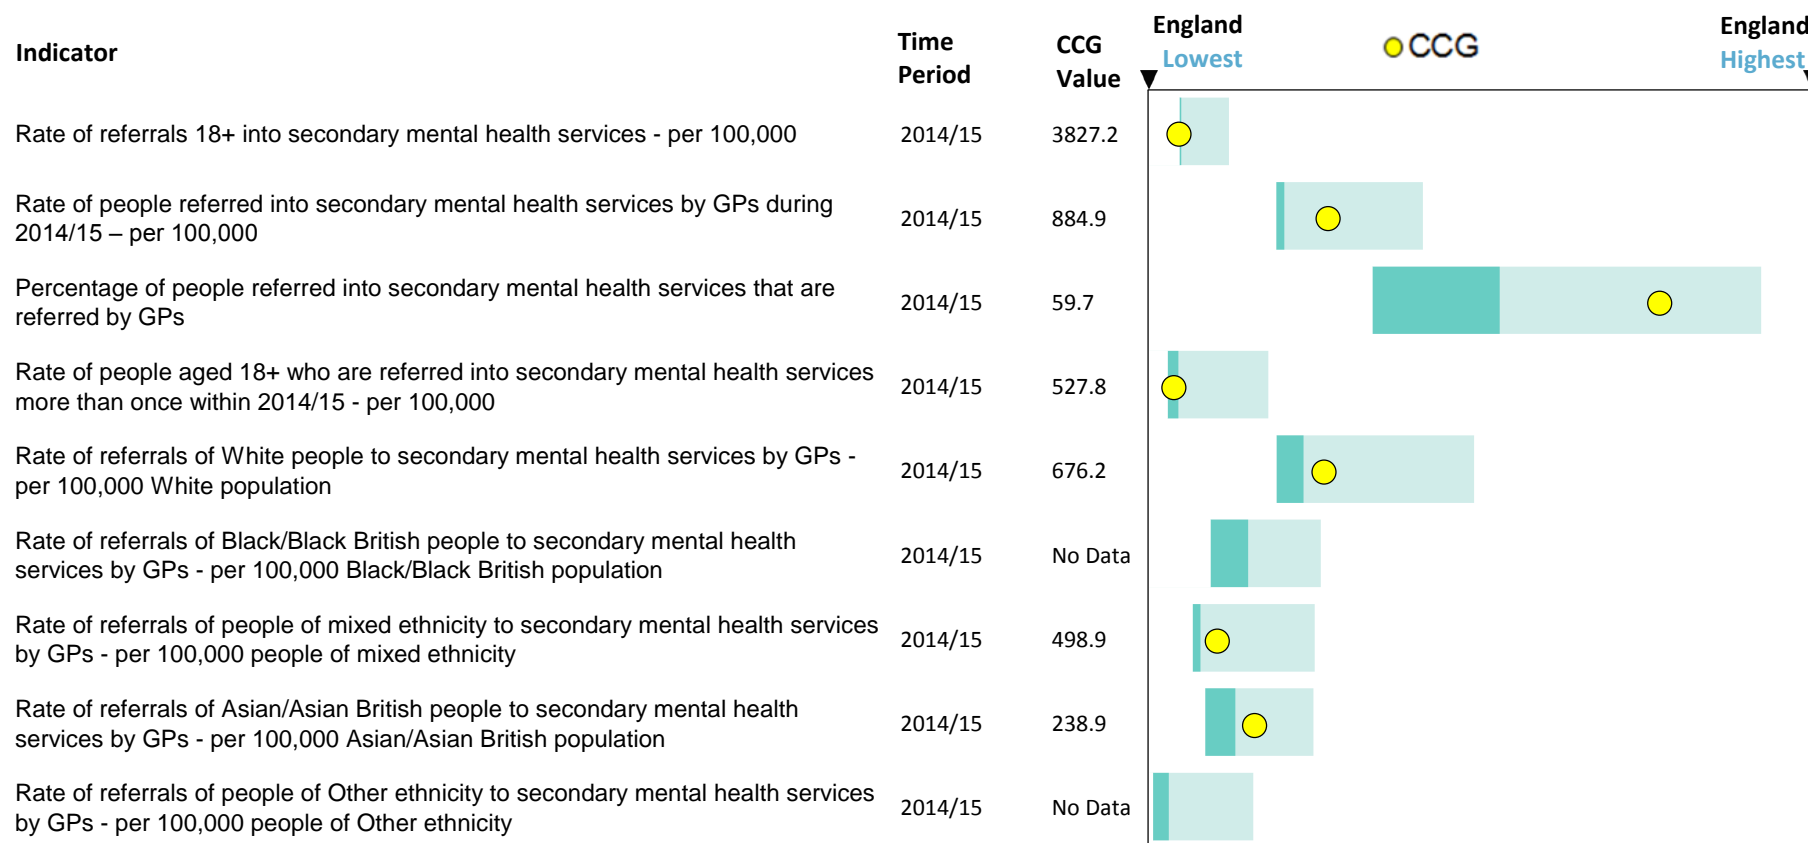 Indicator
Time
Period
CCG
Value
England
Lowest
CCG
England
Highest
Rate of referrals 18+ into secondary mental health services - per 100,000
2014/15
3827.2
Rate of people referred into secondary mental health services by GPs during
2014/15 – per 100,000
2014/15
884.9
Percentage of people referred into secondary mental health services that are
referred by GPs
2014/15
59.7
Rate of people aged 18+ who are referred into secondary mental health services
more than once within 2014/15 - per 100,000
2014/15
527.8
Rate of referrals of White people to secondary mental health services by GPs -
per 100,000 White population
2014/15
676.2
Rate of referrals of Black/Black British people to secondary mental health
services by GPs - per 100,000 Black/Black British population
2014/15
No Data
Rate of referrals of people of mixed ethnicity to secondary mental health services
by GPs - per 100,000 people of mixed ethnicity
2014/15
498.9
Rate of referrals of Asian/Asian British people to secondary mental health
services by GPs - per 100,000 Asian/Asian British population
2014/15
238.9
Rate of referrals of people of Other ethnicity to secondary mental health services
by GPs - per 100,000 people of Other ethnicity
2014/15
No Data